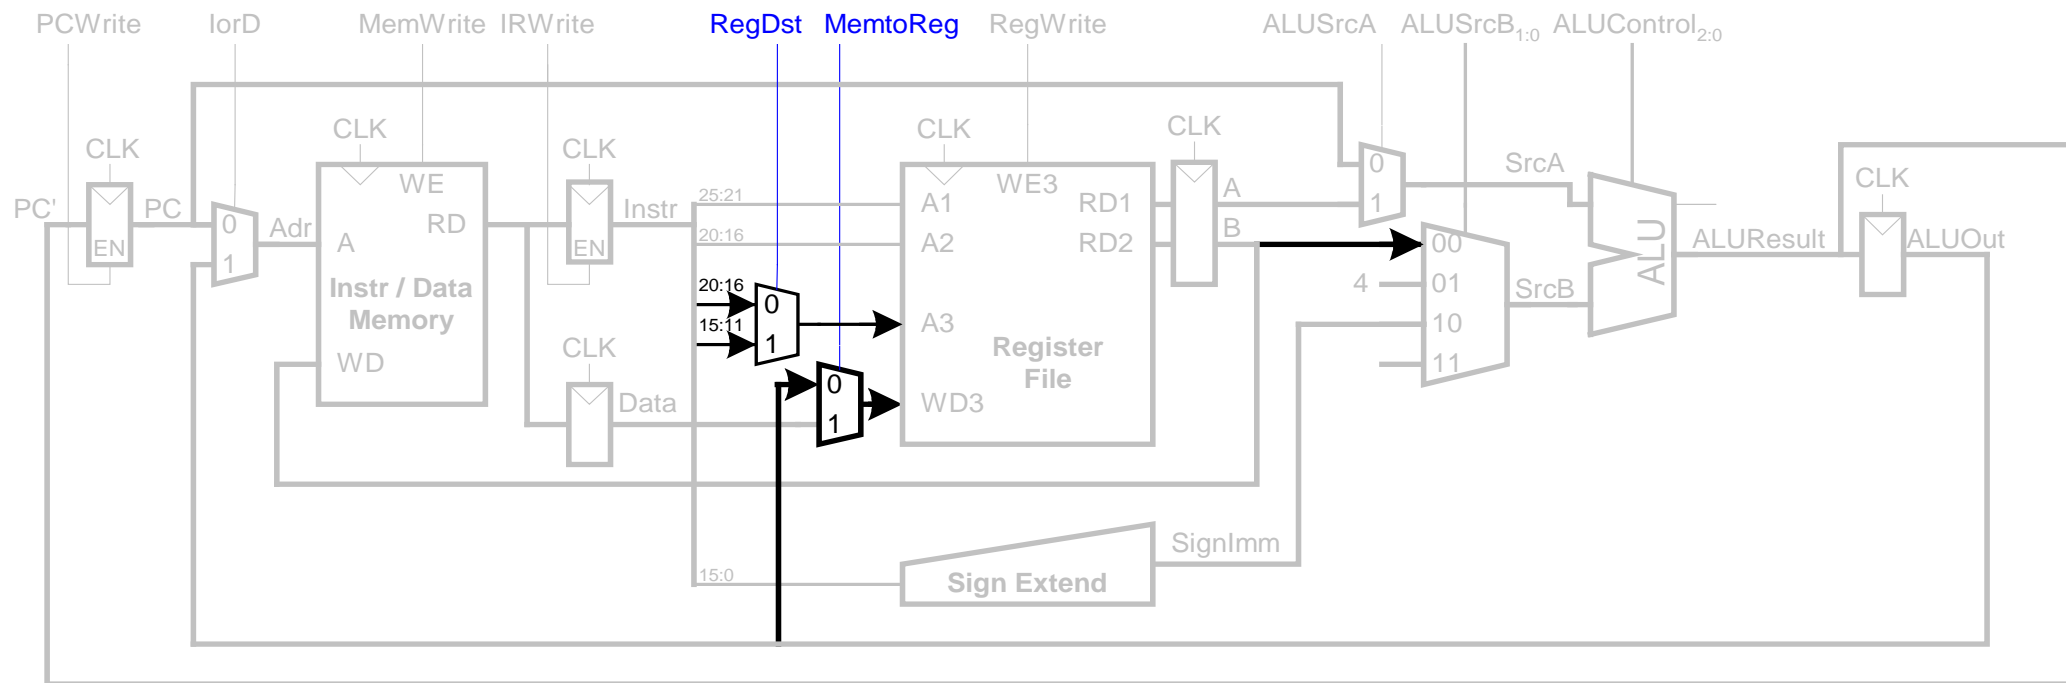 PCWrite IorD MemWrite IRWrite RegDst MemtoReg RegWrite ALUSrcA ALUSrcB1:0 ALUControl2:0
CLK CLK CLK CLK CLK CLK
PC' EN PC
0 1 Adr
WE A RD WD
Instr / Data
Memory
EN Instr
CLK Data
25:21
20:16
20:16
15:11
15:0
0 1
0 1
WE3
A1 RD1
A2 RD2
A3
WD3
Register
File
A
B
0 1 SrcA
00
4 01 SrcB
10
11
ALU
ALUResult
CLK
ALUOut
SignImm
Sign Extend